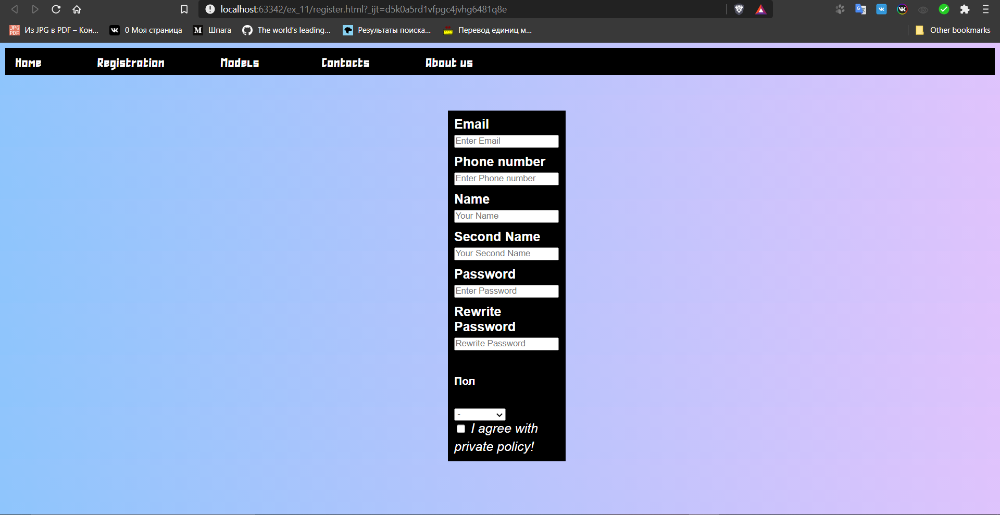 localhost:63342/ex_11/register.html?_ijt=d5k0a5rd1vfpgc4jvhg6481q8e
JPG PDF Из JPG в PDF – Кон... 0 Моя страница M Шпага The world's leading... Результаты поиска... Перевод единиц м... Other bookmarks
Home Registration Models Contacts About us
Email
Enter Email
Phone number
Enter Phone number
Name
Your Name
Second Name
Your Second Name
Password
Enter Password
Rewrite
Password
Rewrite Password
Пол
-
I agree with
private policy!